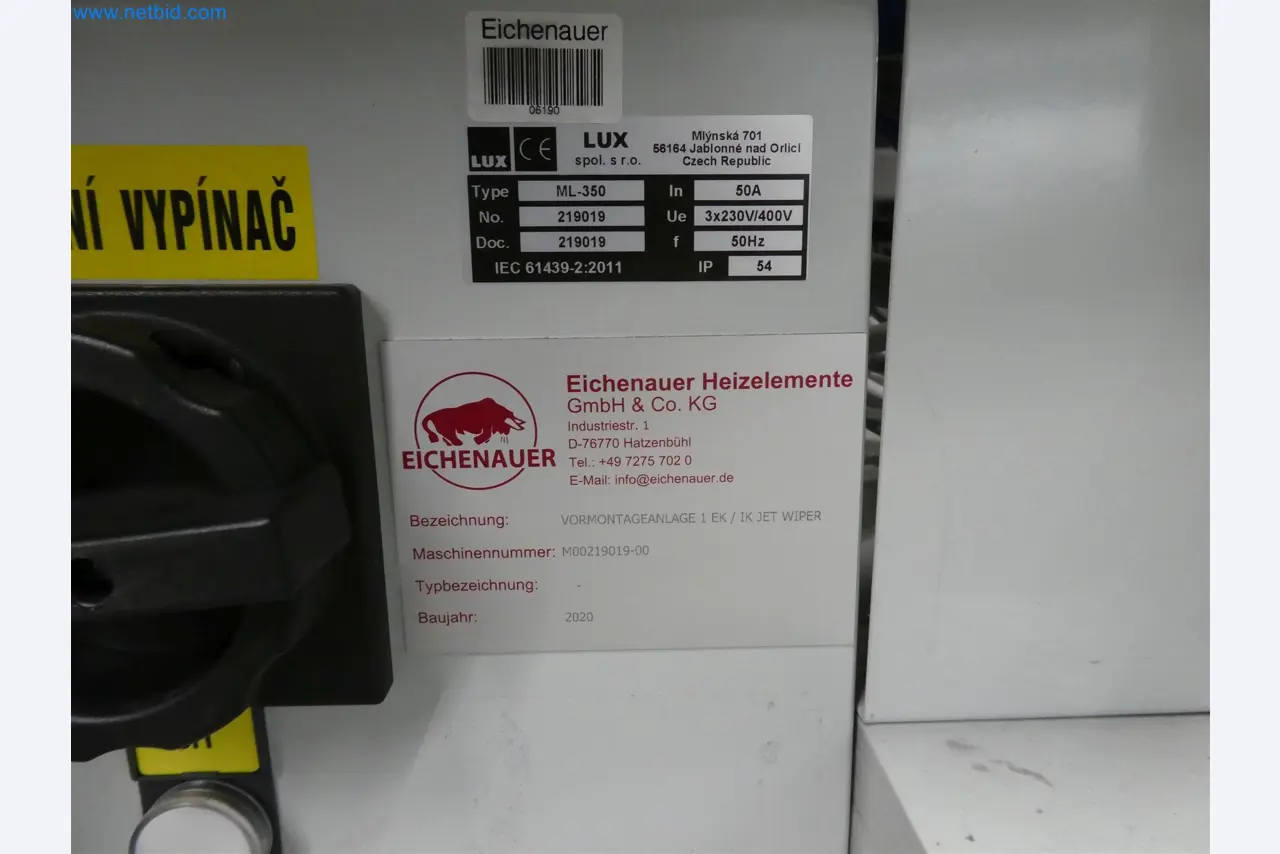 www.netbid.com
Eichenauer
06190
NÍ VYPÍNAČ
LUX
CE
LUX
spol. s r.o.
Mlýnská 701
56164 Jablonné nad Orlicí
Czech Republic
Type ML-350 In 50A
No. 219019 Ue 3x230V/400V
Doc. 219019 f 50Hz
IEC 61439-2:2011 IP 54
EICHENAUER
Eichenauer Heizelemente
GmbH & Co. KG
Industriestr. 1
D-76770 Hatzenbühl
Tel.: +49 7275 702 0
E-Mail: info@eichenauer.de
Bezeichnung: VORMONTAGEANLAGE 1 EK / IK JET WIPER
Maschinennummer: M00219019-00
Typbezeichnung: -
Baujahr: 2020